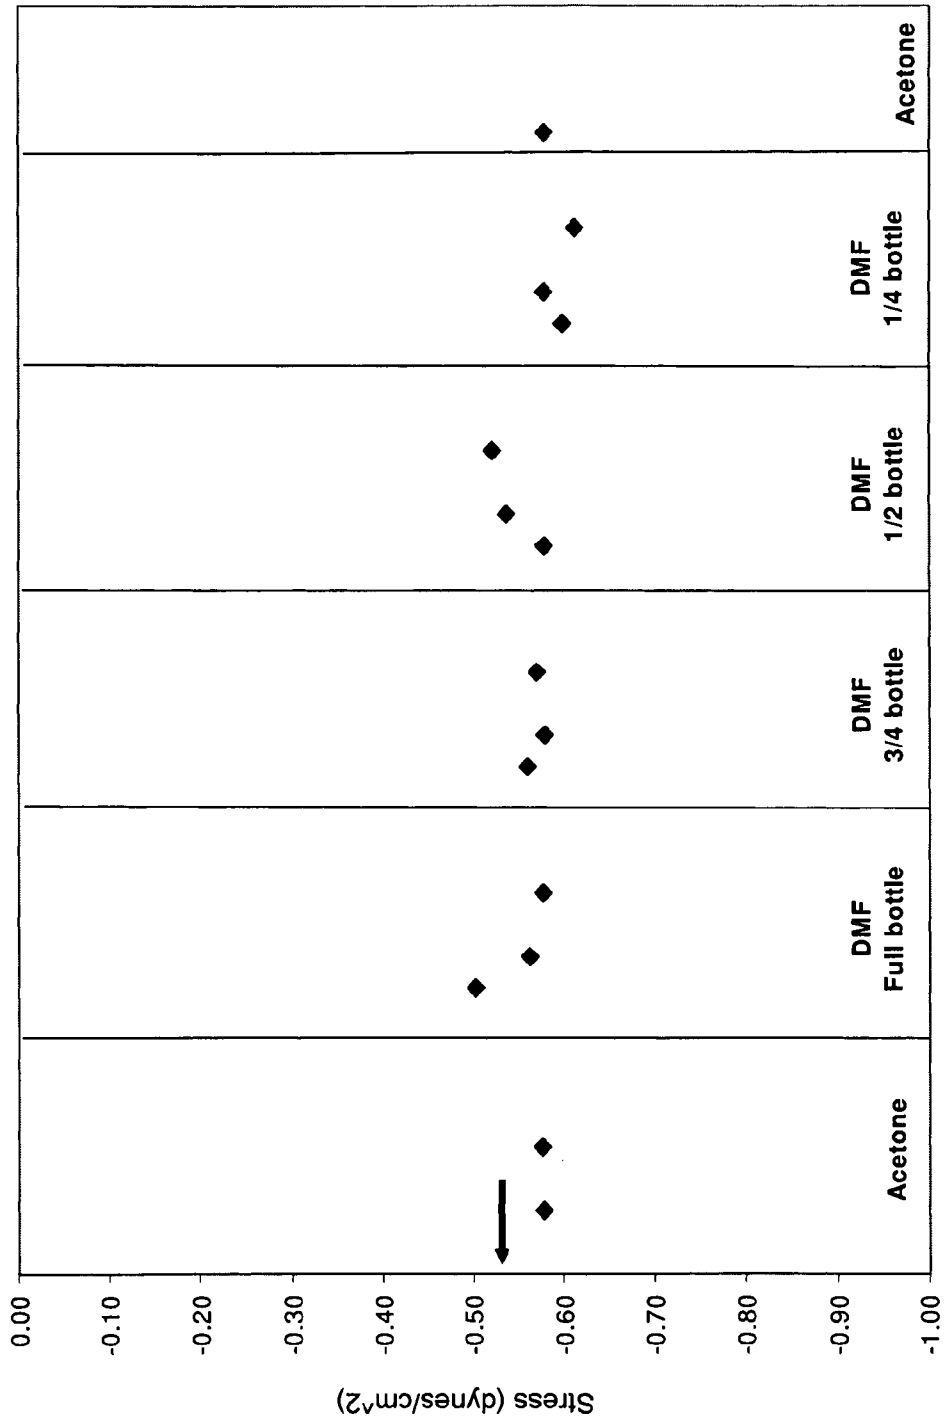 Stress (dynes/cm^2)
0.00
-0.10
-0.20
-0.30
-0.40
-0.50
-0.60
-0.70
-0.80
-0.90
-1.00
Acetone
DMF
Full bottle
DMF
3/4 bottle
DMF
1/2 bottle
DMF
1/4 bottle
Acetone